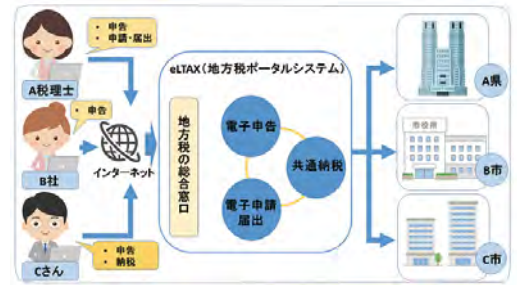 • 申告
• 申請・届出
A税理士
• 申告
B社
インターネット
• 申告
• 納税
Cさん
eLTAX(地方税ポータルシステム)
地方税の総合窓口
電子申告
共通納税
電子申請
届出
A県
市役所
B市
C市